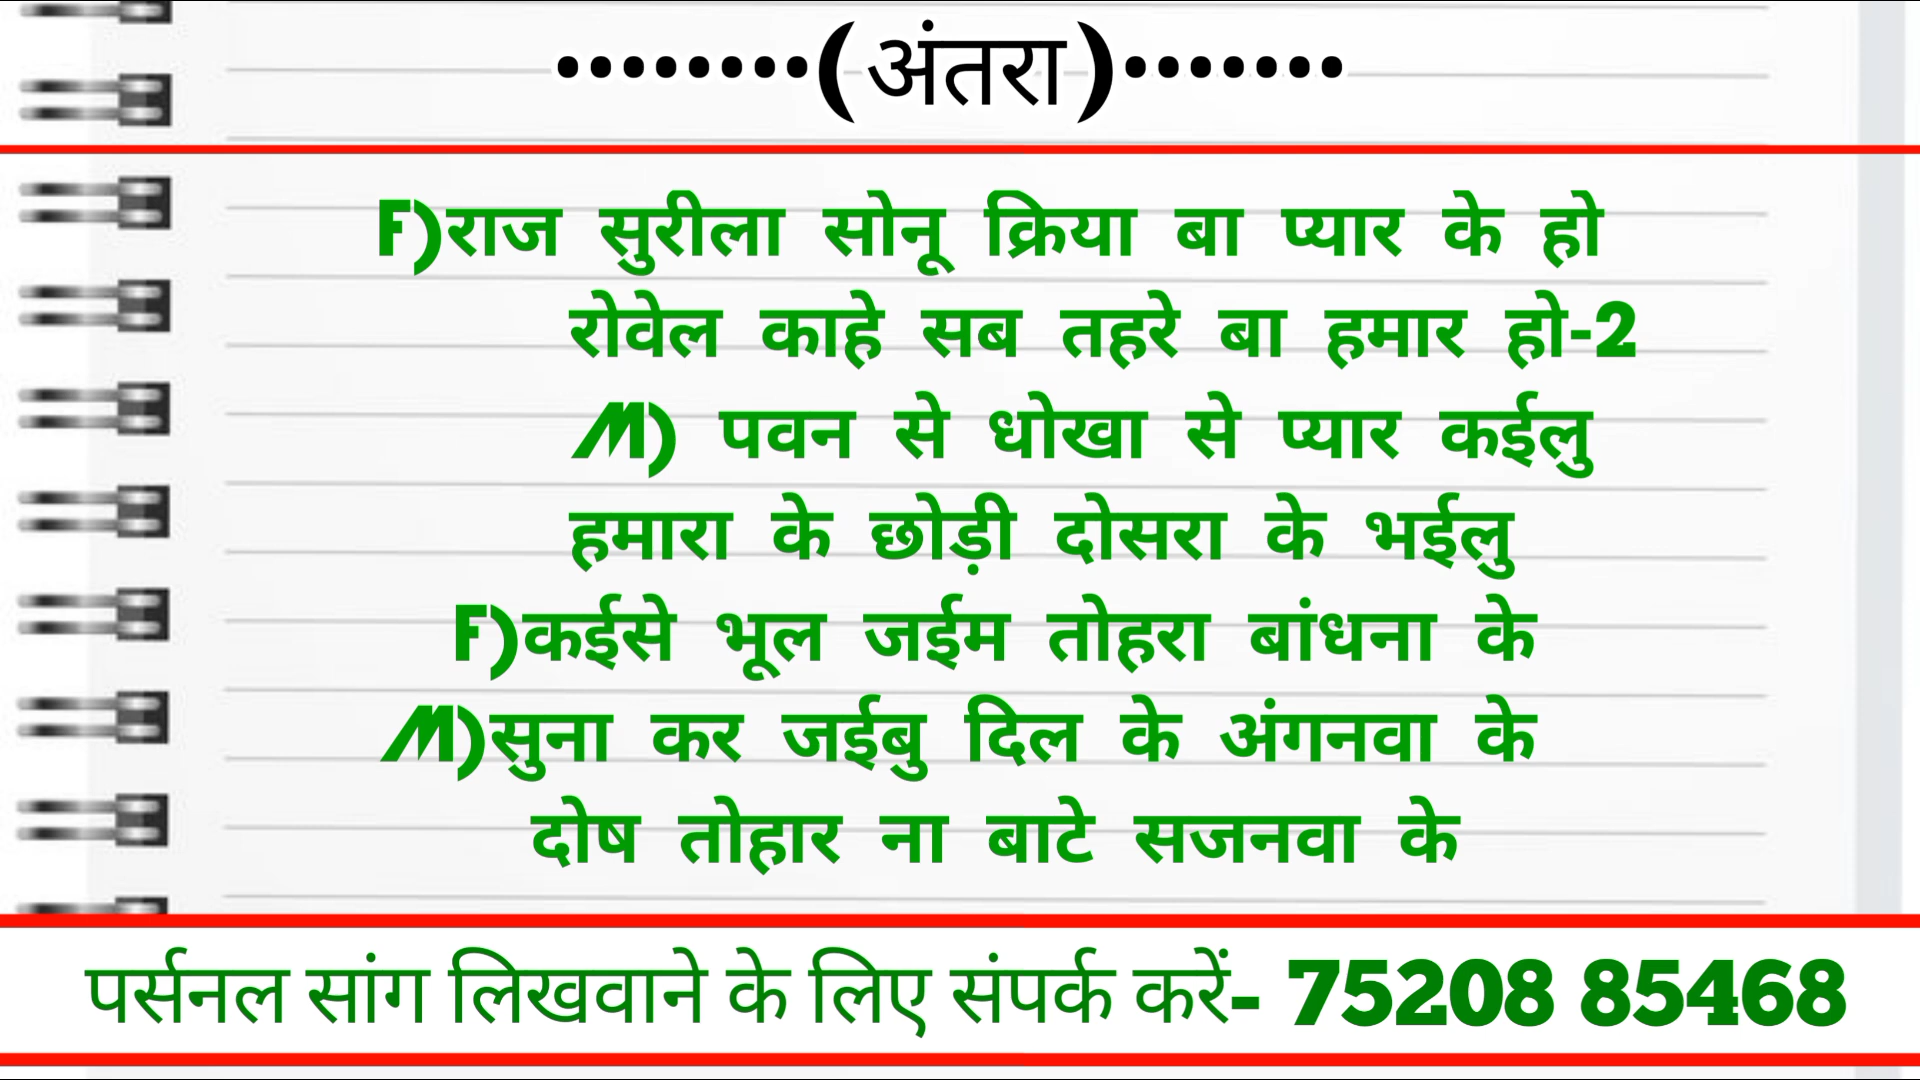 ........(अंतरा).......
F)राज सुरीला सोनू क्रिया बा प्यार के हो
रोवेल काहे सब तहरे बा हमार हो-2
M) पवन से धोखा से प्यार कईलु
हमारा के छोड़ी दोसरा के भईलु
F)कईसे भूल जईम तोहरा बांधना के
M)सुना कर जईबु दिल के अंगनवा के
दोष तोहार ना बाटे सजनवा के
पर्सनल सांग लिखवाने के लिए संपर्क करें- 75208 85468